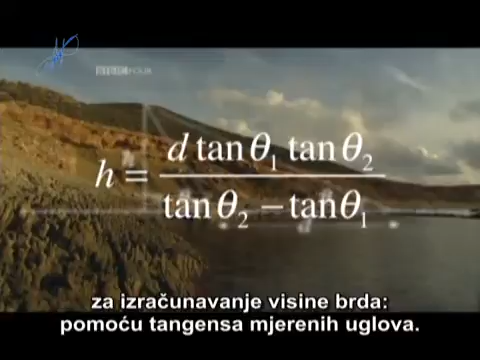 BBC FOUR
h = d tan θ₁ tan θ₂ / tan θ₂ − tan θ₁
za izračunavanje visine brda:
pomoću tangensa mjerenih uglova.